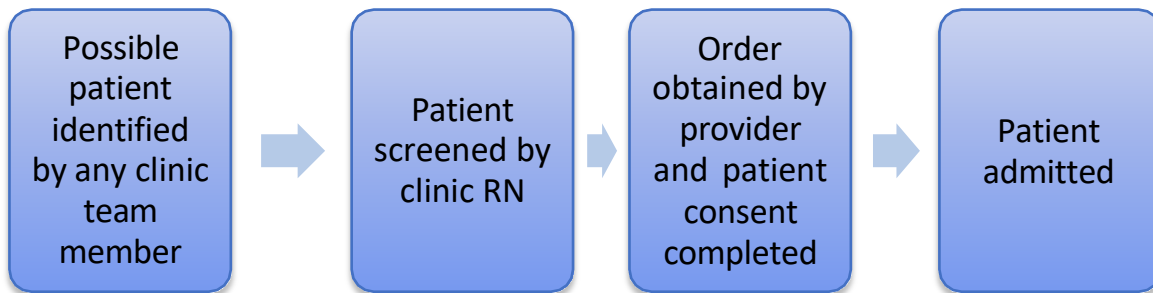 Possible
patient
identified
by any clinic
team
member
Patient
screened by
clinic RN
Order
obtained by
provider
and patient
consent
completed
Patient
admitted